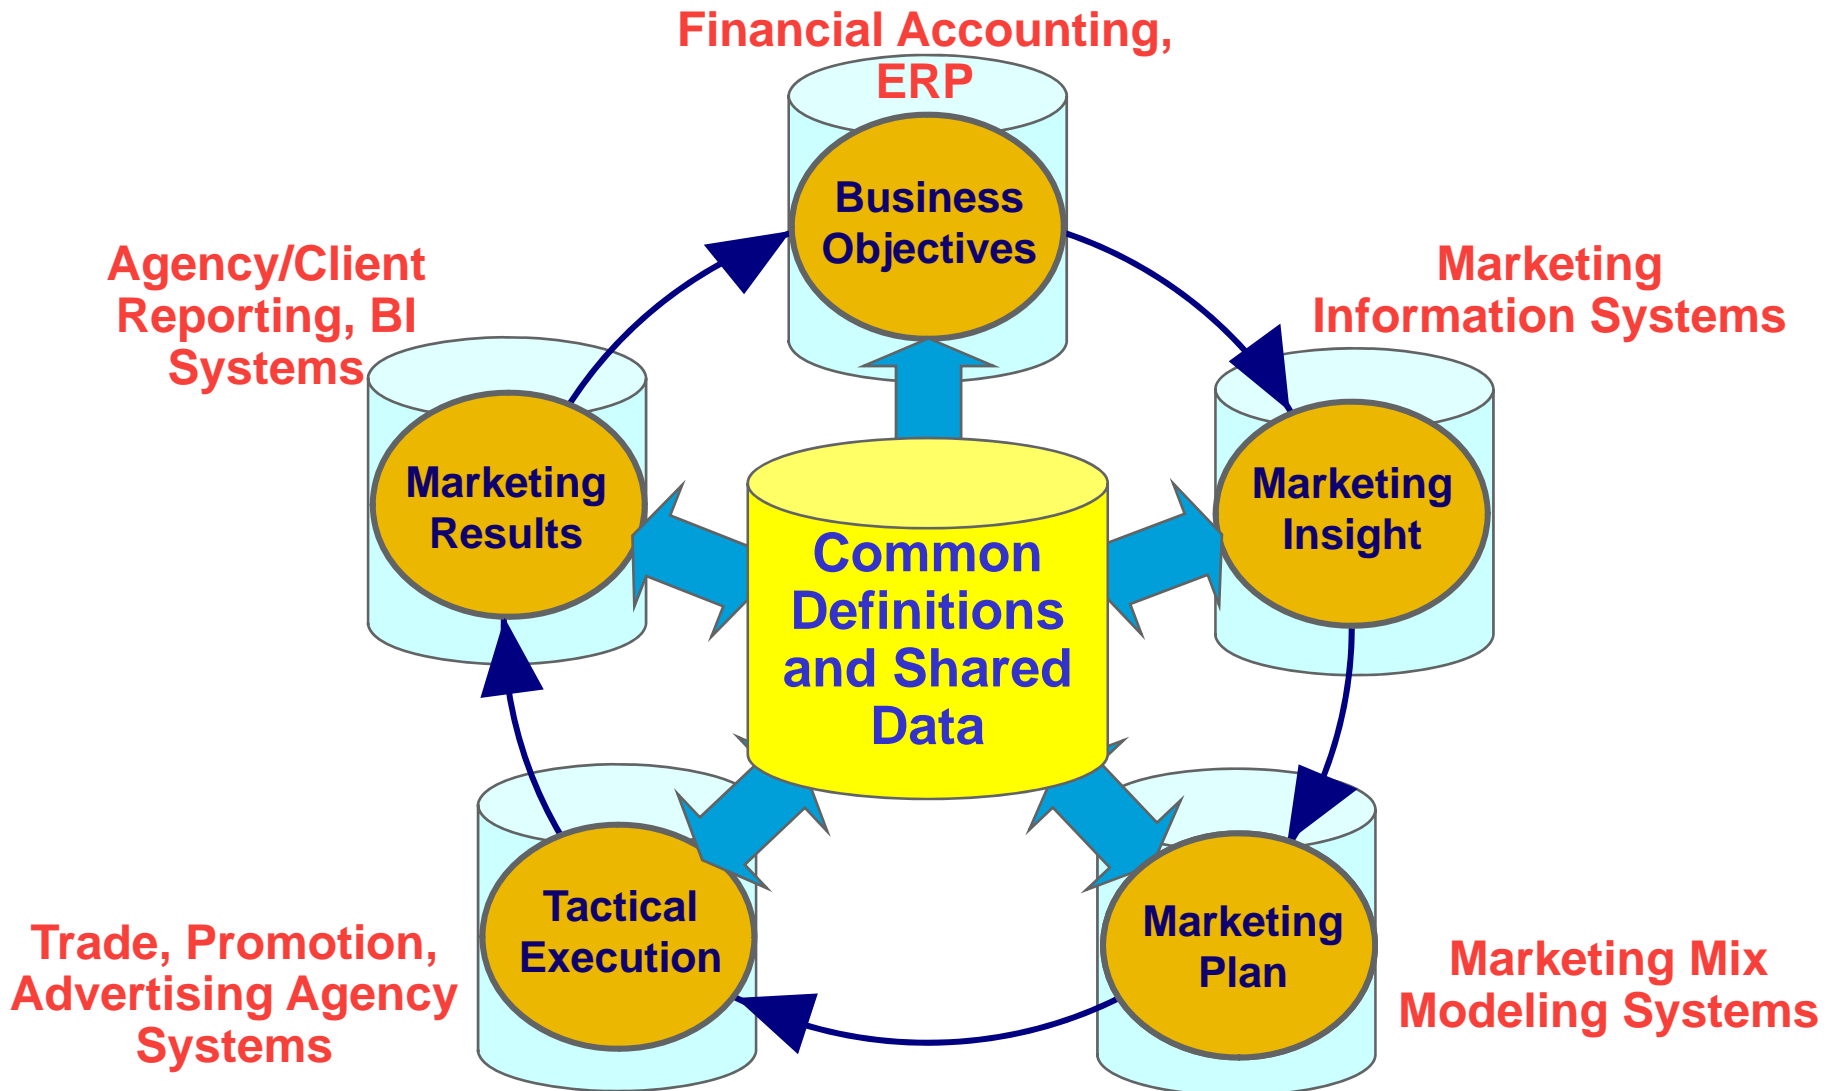 Financial Accounting,
ERP
Business
Objectives
Agency/Client
Reporting, BI
Systems
Marketing
Information Systems
Marketing
Results
Marketing
Insight
Common
Definitions
and Shared
Data
Tactical
Execution
Marketing
Plan
Trade, Promotion,
Advertising Agency
Systems
Marketing Mix
Modeling Systems